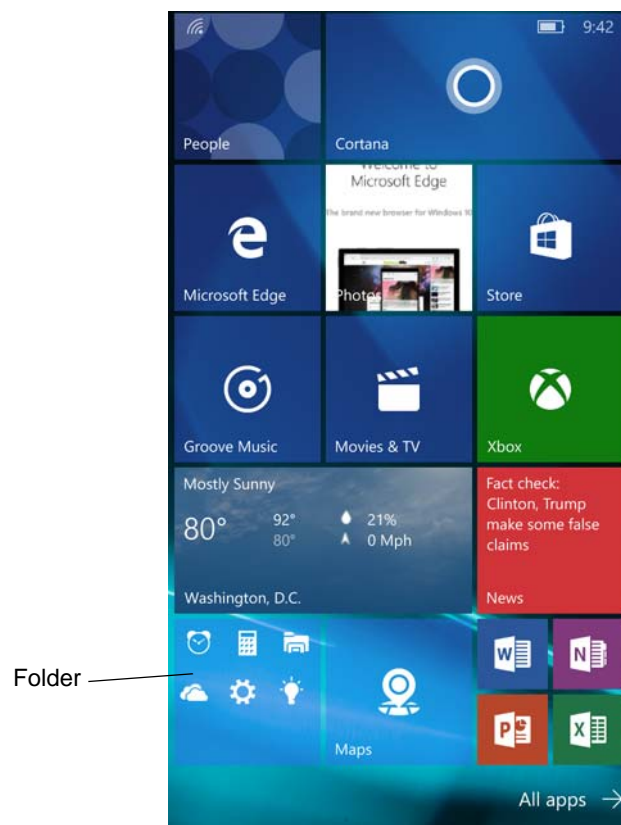 9:42
People
Cortana
Welcome to
Microsoft Edge
The brand new browser for Windows 10
Microsoft Edge
Photos
Store
Groove Music
Movies & TV
Xbox
Mostly Sunny
80°
92°
80°
21%
0 Mph
Washington, D.C.
Fact check:
Clinton, Trump
make some false
claims
News
Folder
Maps
W
N
P
X
All apps